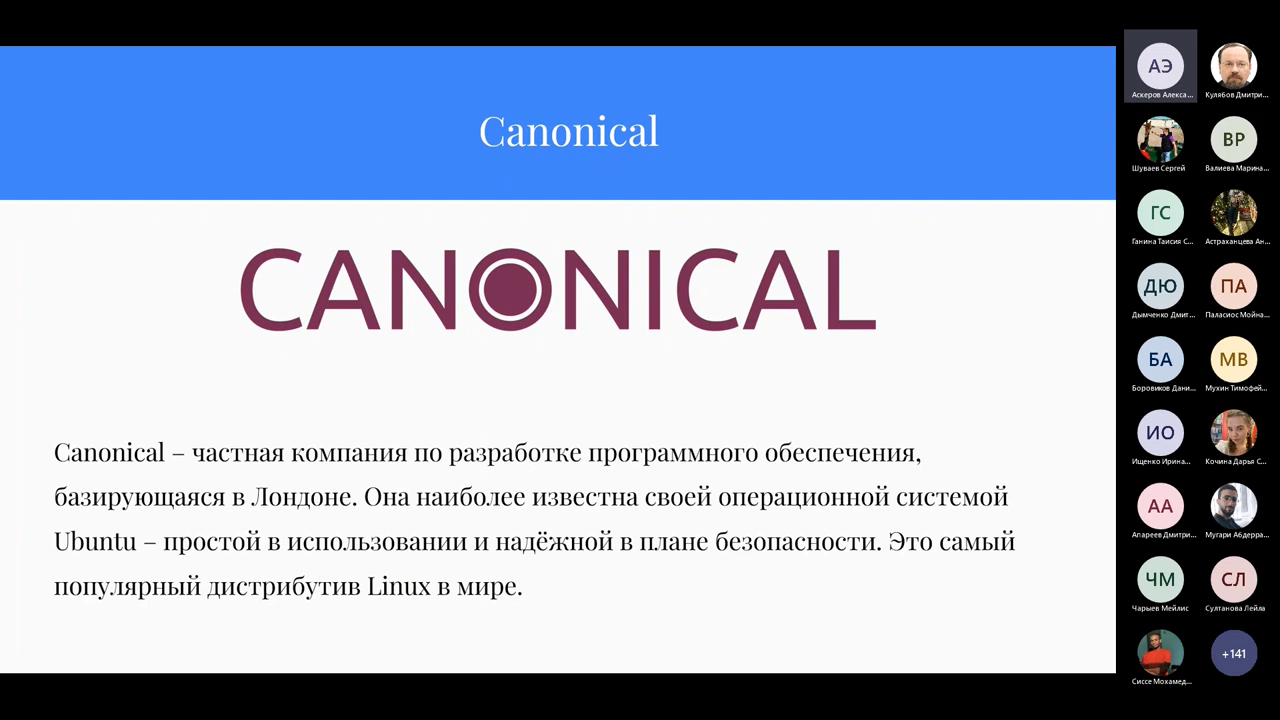 Canonical
CANONICAL
Canonical – частная компания по разработке программного обеспечения,
базирующаяся в Лондоне. Она наиболее известна своей операционной системой
Ubuntu – простой в использовании и надёжной в плане безопасности. Это самый
популярный дистрибутив Linux в мире.
АЭ
Аскеров Алекса...
Кулябов Дмитри...
Шуваев Сергей
ВР
Валиева Марина...
ГС
Ганина Таисия С...
Астраханцева Ан...
ДЮ
Дымченко Дмит...
ПА
Паласиос Мойна...
БА
Боровиков Дани...
МВ
Мухин Тимофей...
ИО
Ищенко Ирина...
Кочина Дарья С...
АА
Апареев Дмитри...
Мугари Абдерра...
ЧМ
Чарыев Мейлис
СЛ
Султанова Лейла
Сиссе Мохамед...
+141